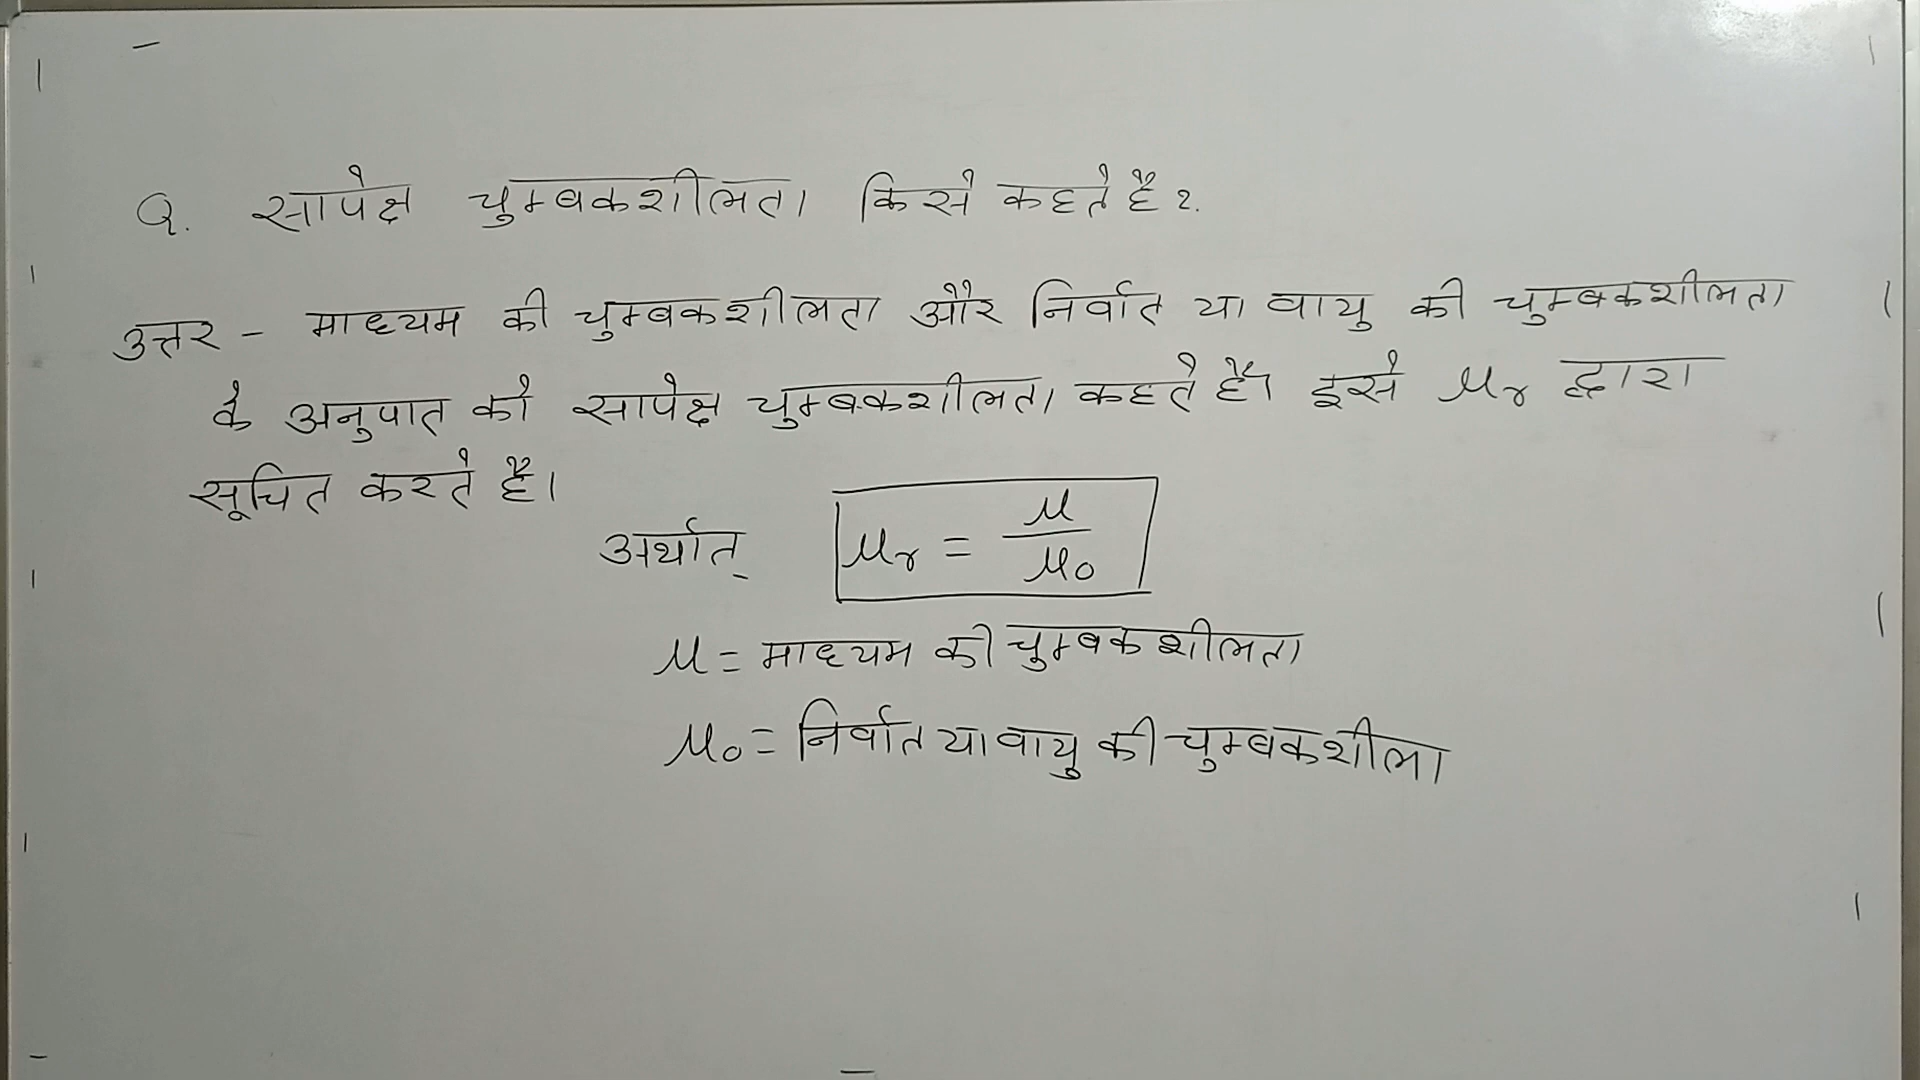 Q. सापेक्ष चुम्बकशीलता किसे कहते है?
उत्तर - माध्यम की चुम्बकशीलता और निर्वात या वायु की चुम्बकशीलता
के अनुपात को सापेक्ष चुम्बकशीलता कहते है। इसे μr द्वारा
सूचित करते है।
अर्थात् μr = μ/μ0
μ = माध्यम की चुम्बकशीलता
μ0 = निर्वात या वायु की चुम्बकशीला